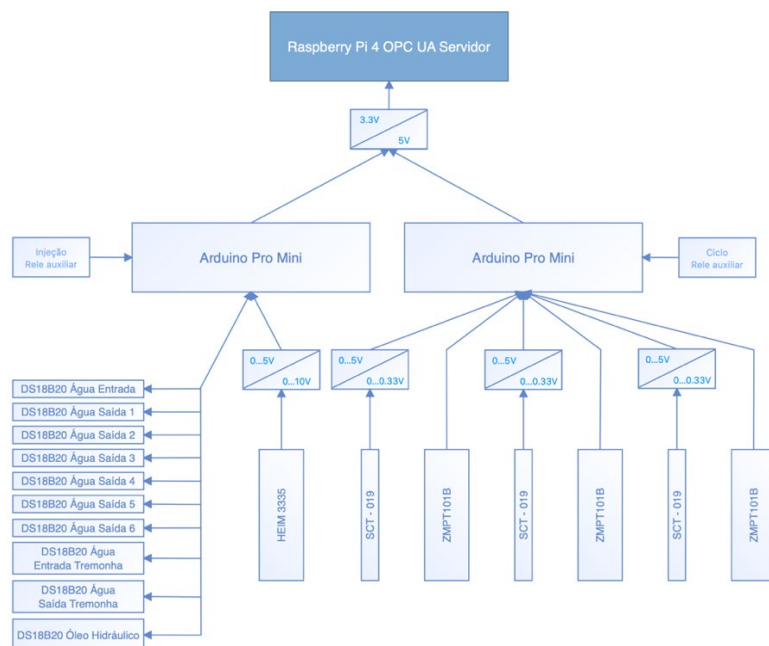 Raspberry Pi 4 OPC UA Servidor
3.3V
5V
Injeção
Rele auxiliar
Arduino Pro Mini
Arduino Pro Mini
Ciclo
Rele auxiliar
0...5V
0...10V
0...5V
0...0.33V
0...5V
0...0.33V
0...5V
0...0.33V
DS18B20 Água Entrada
DS18B20 Água Saída 1
DS18B20 Água Saída 2
DS18B20 Água Saída 3
DS18B20 Água Saída 4
DS18B20 Água Saída 5
DS18B20 Água Saída 6
DS18B20 Água
Entrada Tremonha
DS18B20 Água
Saída Tremonha
DS18B20 Óleo Hidráulico
HEIM 3335
SCT - 019
ZMPT101B
SCT - 019
ZMPT101B
SCT - 019
ZMPT101B